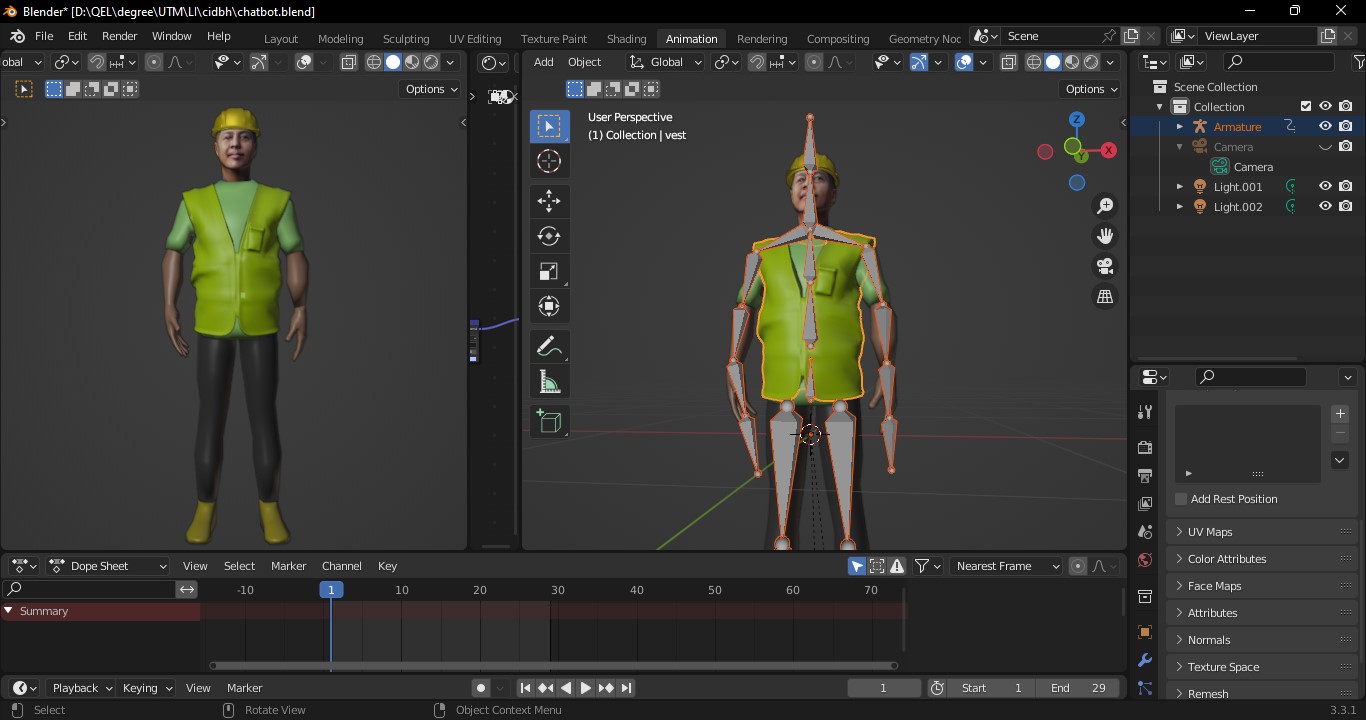 Blender* [D:\QEL\degree\UTM\LI\cidbh\chatbot.blend]
File Edit Render Window Help Layout Modeling Sculpting UV Editing Texture Paint Shading Animation Rendering Compositing Geometry Noc Scene ViewLayer
obal Add Object Global
Options Options
Scene Collection
Collection
Armature
Camera
Camera
Light.001
Light.002
User Perspective
(1) Collection | vest
Z
X
Y
Add Rest Position
UV Maps
Color Attributes
Face Maps
Attributes
Normals
Texture Space
Remesh
Dope Sheet View Select Marker Channel Key Nearest Frame
-10 1 10 20 30 40 50 60 70
Summary
Playback Keying View Marker 1 Start 1 End 29
Select Rotate View Object Context Menu 3.3.1